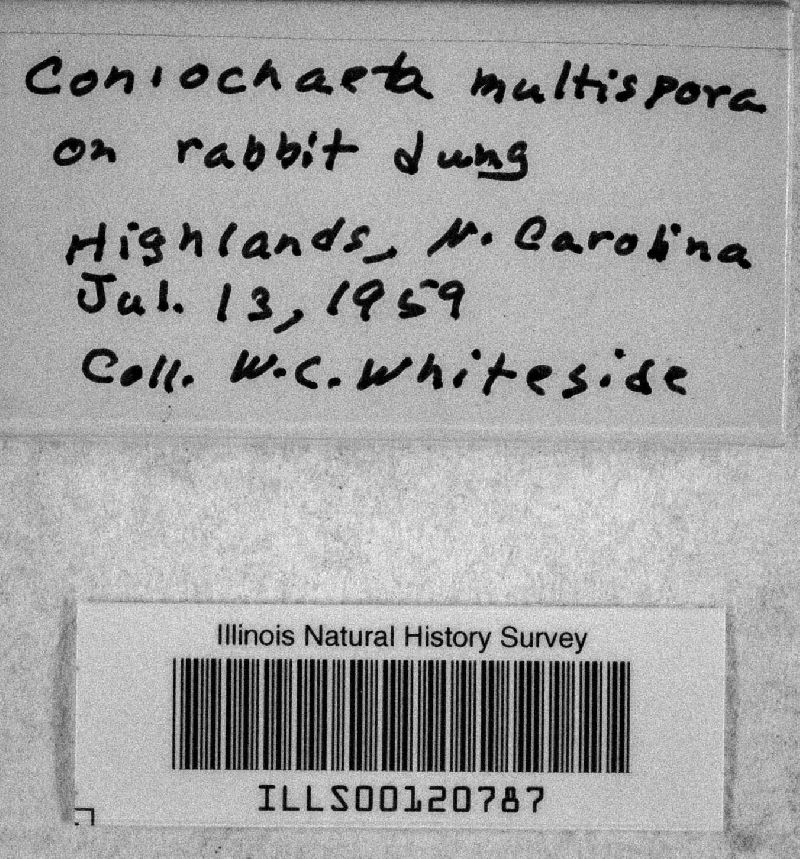 Coniochaeta multispora
on rabbit dung
Highlands, N. Carolina
Jul. 13, 1959
Coll. W.C. Whiteside
Illinois Natural History Survey
ILLS00120787